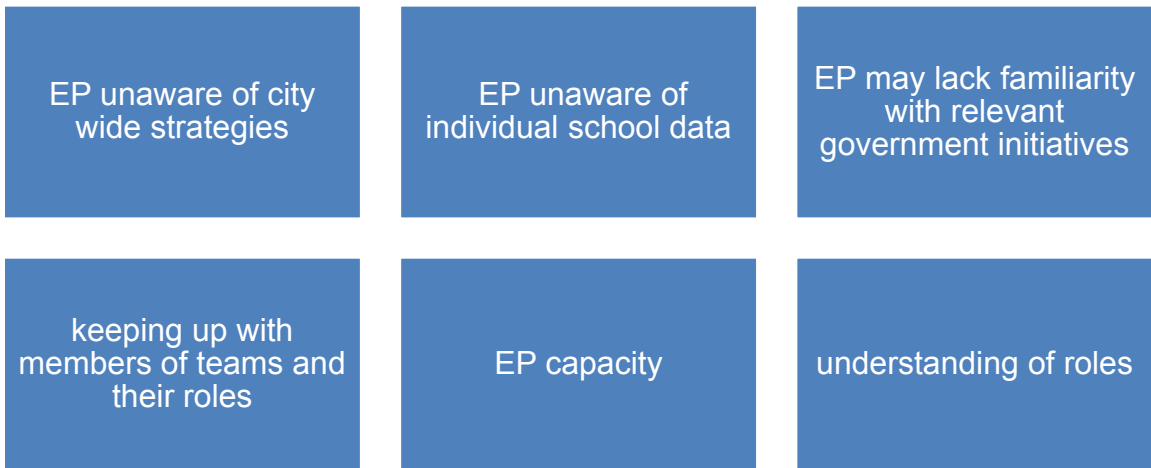 EP unaware of city
wide strategies
EP unaware of
individual school data
EP may lack familiarity
with relevant
government initiatives
keeping up with
members of teams and
their roles
EP capacity
understanding of roles